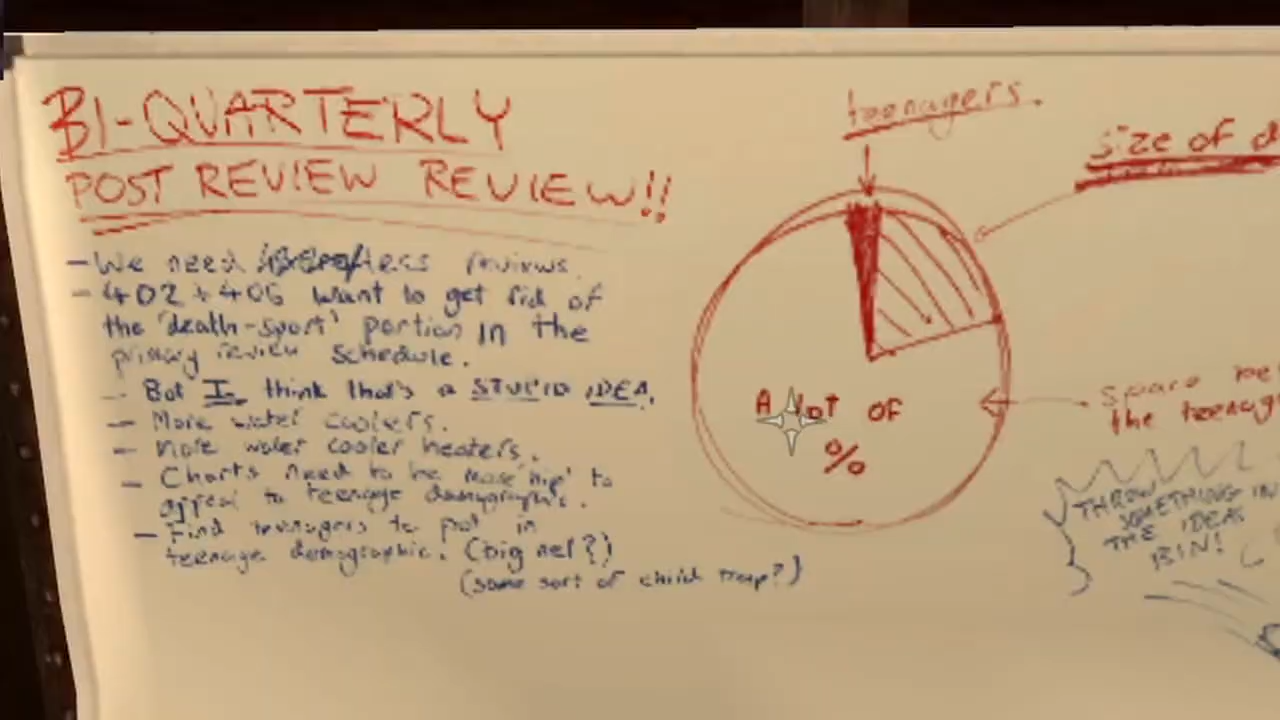 BI-QUARTERLY
POST REVIEW REVIEW!!
- We need less reviews.
- 402 + 406 want to get rid of
the 'death-sport' portion in the
primary review schedule.
- But I think that's a STUPID IDEA.
- More water coolers.
- More water cooler heaters.
- Charts need to be more 'hip' to
appeal to teenage demographic.
- Find teenagers to put in
teenage demographic. (big net?)
(some sort of child trap?)
teenagers.
size of d
A lot of
%
space
the teenag
THROW
SOMETHING IN
THE IDEA
BIN!